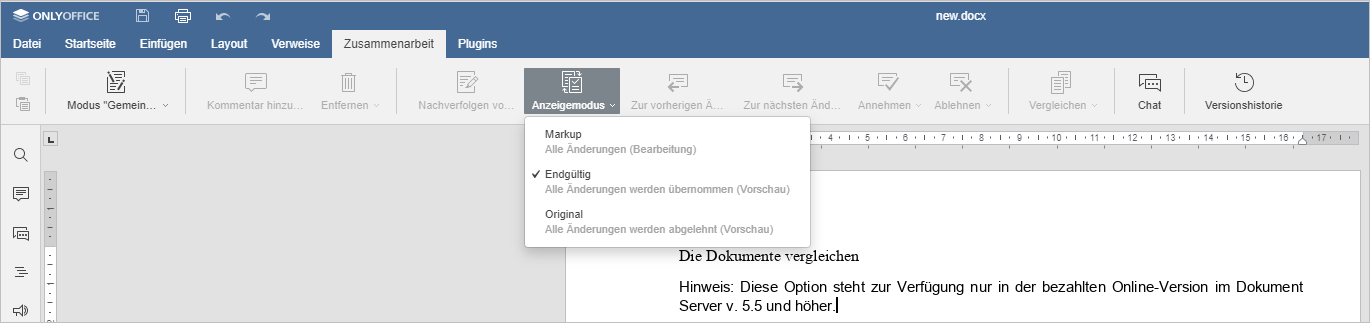 ONLYOFFICE
new.docx
Datei Startseite Einfügen Layout Verweise Zusammenarbeit Plugins
Modus "Gemein... Kommentar hinzu... Entfernen Nachverfolgen vo... Anzeigemodus Zur vorherigen Ä... Zur nächsten Änd... Annehmen Ablehnen Vergleichen Chat Versionshistorie
Markup
Alle Änderungen (Bearbeitung)
Endgültig
Alle Änderungen werden übernommen (Vorschau)
Original
Alle Änderungen werden abgelehnt (Vorschau)
L
3 4 5 6 7 8 9 10 11 12 13 14 15 16 17
Die Dokumente vergleichen
Hinweis: Diese Option steht zur Verfügung nur in der bezahlten Online-Version im Dokument
Server v. 5.5 und höher.